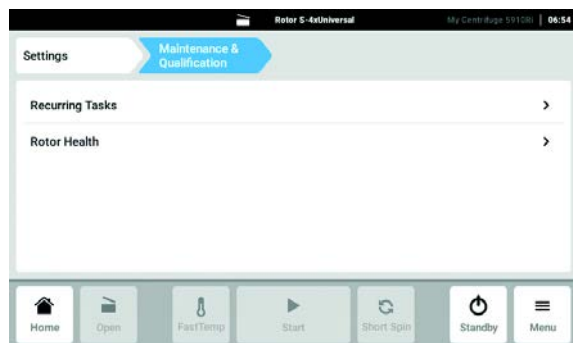 Rotor S-4xUniversal
My Centrifuge 5910Ri
06:54
Settings
Maintenance &
Qualification
Recurring Tasks
Rotor Health
Home
Open
FastTemp
Start
Short Spin
Standby
Menu